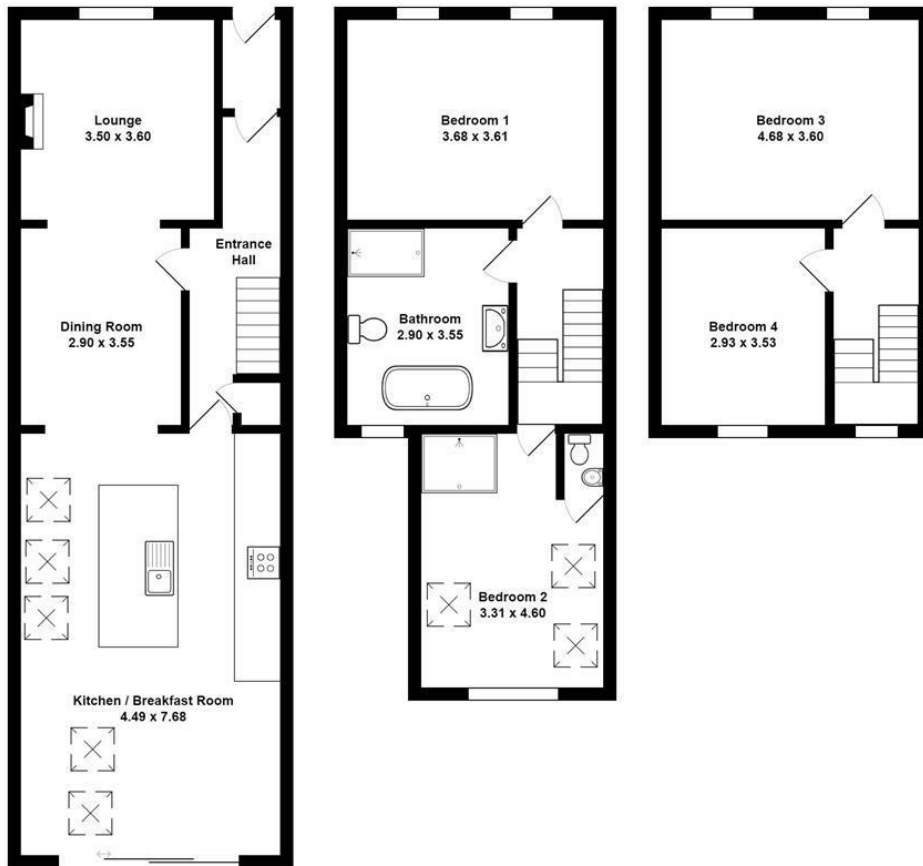 Lounge
3.50 x 3.60
Entrance
Hall
Dining Room
2.90 x 3.55
Kitchen / Breakfast Room
4.49 x 7.68
Bedroom 1
3.68 x 3.61
Bathroom
2.90 x 3.55
Bedroom 2
3.31 x 4.60
Bedroom 3
4.68 x 3.60
Bedroom 4
2.93 x 3.53